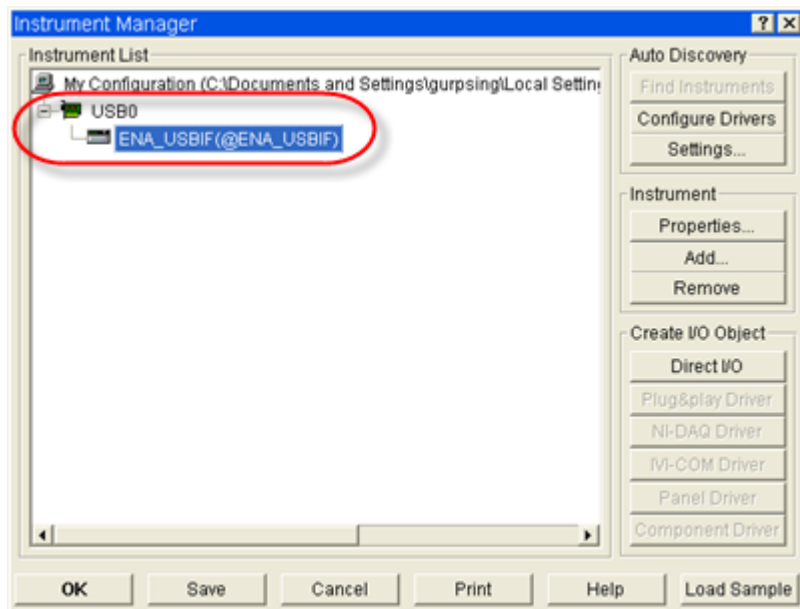 Instrument Manager
Instrument List
My Configuration (C:\Documents and Settings\gurpsing\Local Settin
USB0
ENA_USBIF(@ENA_USBIF)
Auto Discovery
Find Instruments
Configure Drivers
Settings...
Instrument
Properties...
Add...
Remove
Create I/O Object
Direct I/O
Plug&play Driver
NI-DAQ Driver
IVI-COM Driver
Panel Driver
Component Driver
OK Save Cancel Print Help Load Sample